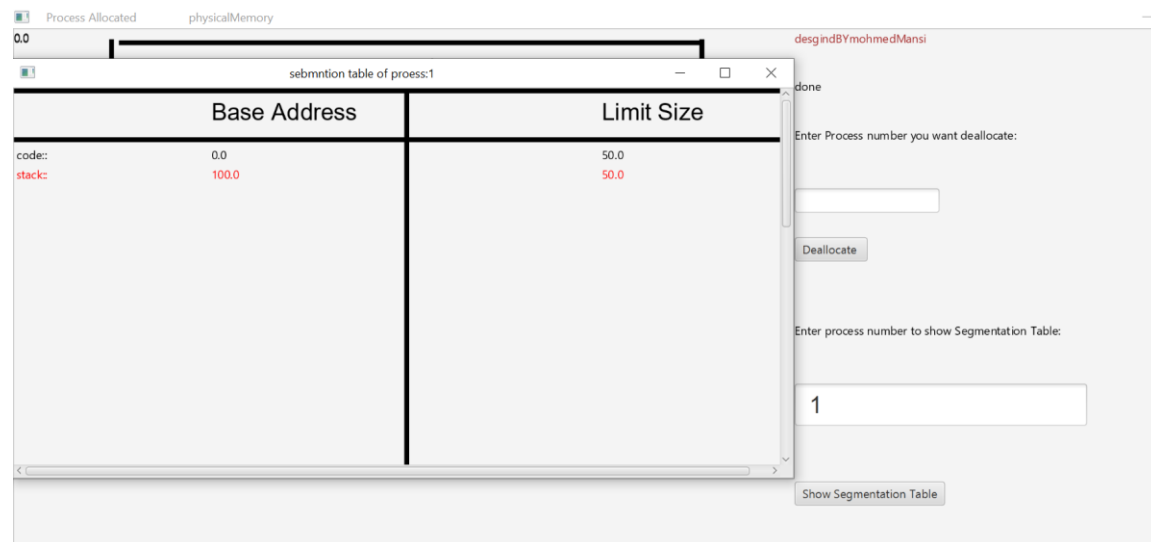 Process Allocated physicalMemory
0.0
desgindBYmohmedMansi
sebmntion table of proess:1
done
Base Address Limit Size
Enter Process number you want deallocate:
code:: 0.0 50.0
stack:: 100.0 50.0
Deallocate
Enter process number to show Segmentation Table:
1
Show Segmentation Table